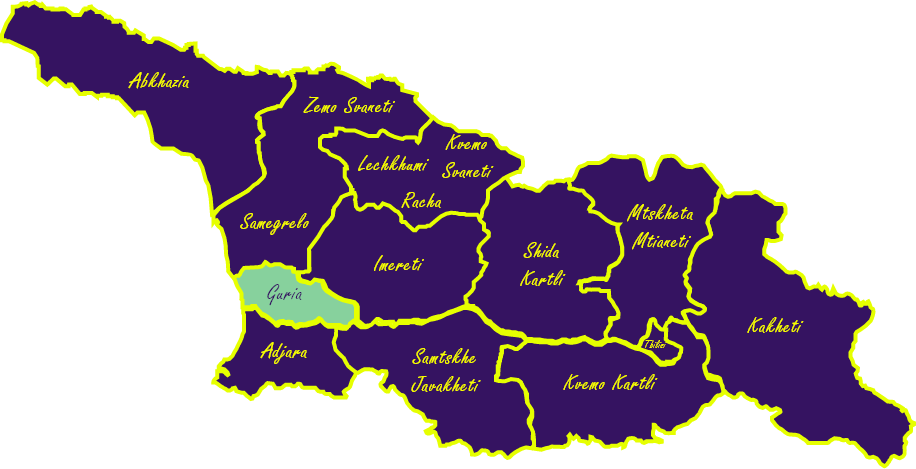 Abkhazia
Zemo Svaneti
Kvemo
Svaneti
Lechkhumi
Racha
Samegrelo
Mtskheta
Mtianeti
Shida
Kartli
Imereti
Guria
Kakheti
Tbilisi
Adjara
Samtskhe
Javakheti
Kvemo Kartli